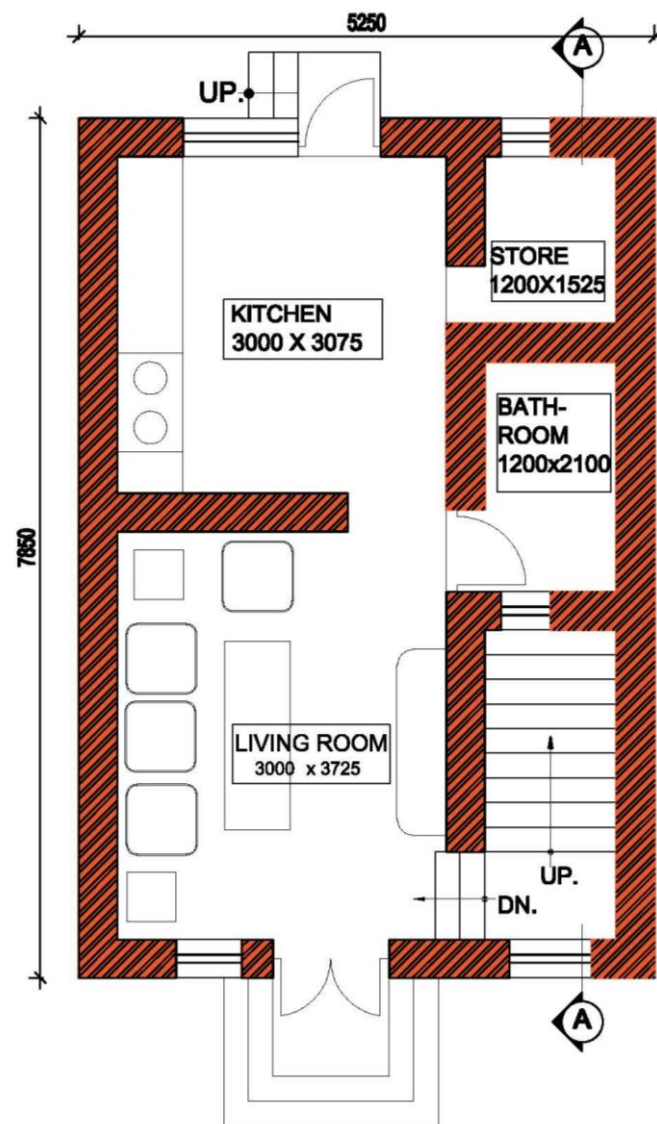 5250
A
UP.
STORE
1200X1525
KITCHEN
3000 X 3075
BATH-
ROOM
1200x2100
7850
LIVING ROOM
3000 x 3725
UP.
DN.
A